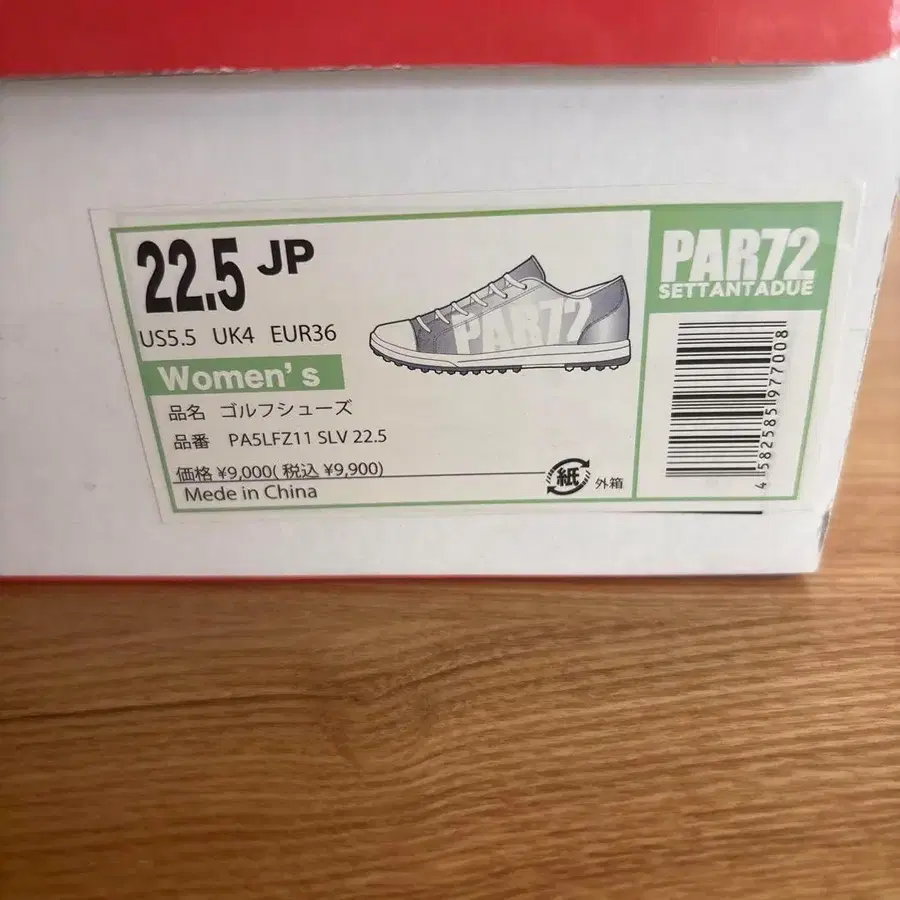 22.5 JP
US5.5 UK4 EUR36
Women's
品名 ゴルフシューズ
品番 PA5LFZ11 SLV 22.5
価格 ¥9,000(税込 ¥9,900)
Made in China
PAR72
紙 外箱
PAR72
SETTANTADUE
4 582585 977008